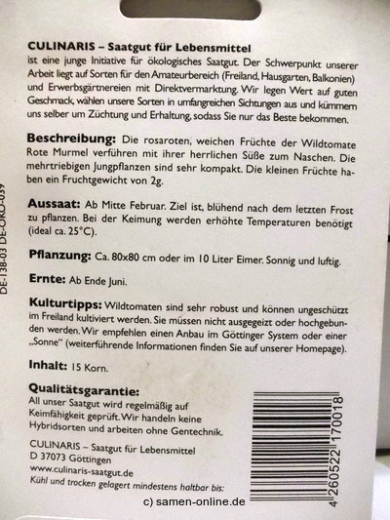 CULINARIS – Saatgut für Lebensmittel
ist eine junge Initiative für ökologisches Saatgut. Der Schwerpunkt unserer
Arbeit liegt auf Sorten für den Amateurbereich (Freiland, Hausgarten, Balkonien)
und Erwerbsgärtnereien mit Direktvermarktung. Wir legen Wert auf guten
Geschmack, wählen unsere Sorten in umfangreichen Sichtungen aus und kümmern
uns selber um Züchtung und Erhaltung, sodass Sie nur das Beste bekommen.
Beschreibung: Die rosaroten, weichen Früchte der Wildtomate
Rote Murmel verführen mit ihrer herrlichen Süße zum Naschen. Die
mehrtriebigen Jungpflanzen sind sehr kompakt. Die kleinen Früchte ha-
ben ein Fruchtgewicht von 2g.
Aussaat: Ab Mitte Februar. Ziel ist, blühend nach dem letzten Frost
zu pflanzen. Bei der Keimung werden erhöhte Temperaturen benötigt
(ideal ca. 25°C).
Pflanzung: Ca. 80x80 cm oder im 10 Liter Eimer. Sonnig und luftig.
Ernte: Ab Ende Juni.
Kulturtipps: Wildtomaten sind sehr robust und können ungeschützt
im Freiland kultiviert werden. Sie müssen nicht ausgegeizt oder hochgebun-
den werden. Wir empfehlen einen Anbau im Göttinger System oder einer
„Sonne" (weiterführende Informationen finden Sie auf unserer Homepage).
Inhalt: 15 Korn.
Qualitätsgarantie:
All unser Saatgut wird regelmäßig auf
Keimfähigkeit geprüft. Wir handeln keine
Hybridsorten und arbeiten ohne Gentechnik.
CULINARIS – Saatgut für Lebensmittel
D 37073 Göttingen
www.culinaris-saatgut.de
Kühl und trocken gelagert mindestens haltbar bis:
c) samen-online.de
4 260522 170018
DE-138-03 DE-ÖKO-039